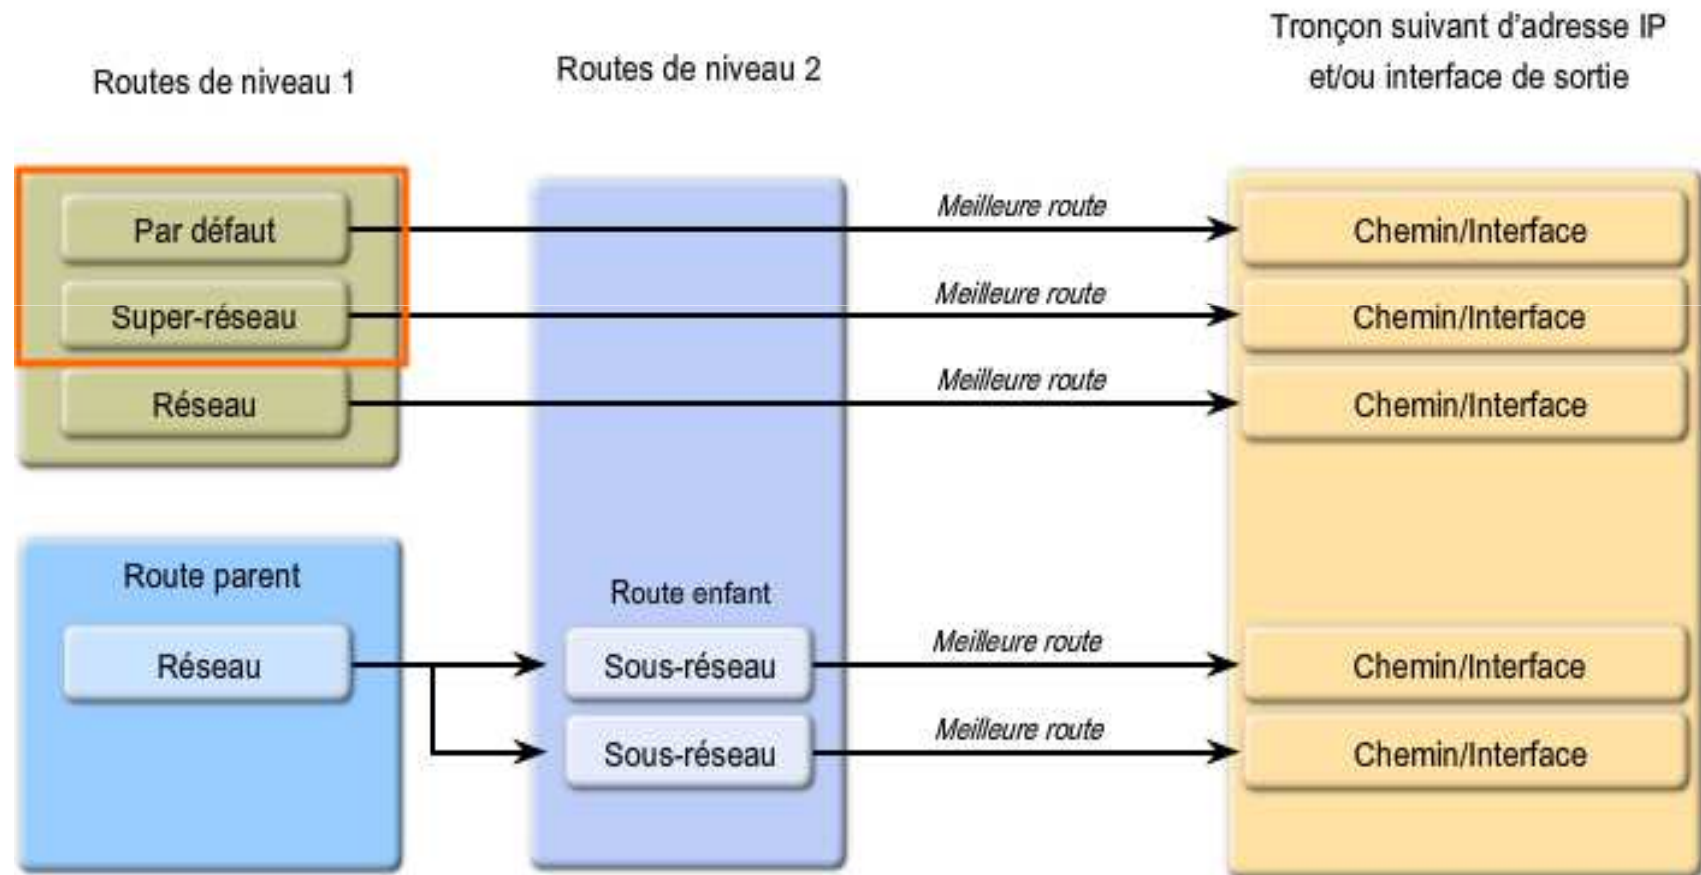 Routes de niveau 1
Routes de niveau 2
Tronçon suivant d'adresse IP
et/ou interface de sortie
Par défaut
Meilleure route
Chemin/Interface
Super-réseau
Meilleure route
Chemin/Interface
Réseau
Meilleure route
Chemin/Interface
Route parent
Route enfant
Réseau
Sous-réseau
Meilleure route
Chemin/Interface
Sous-réseau
Meilleure route
Chemin/Interface